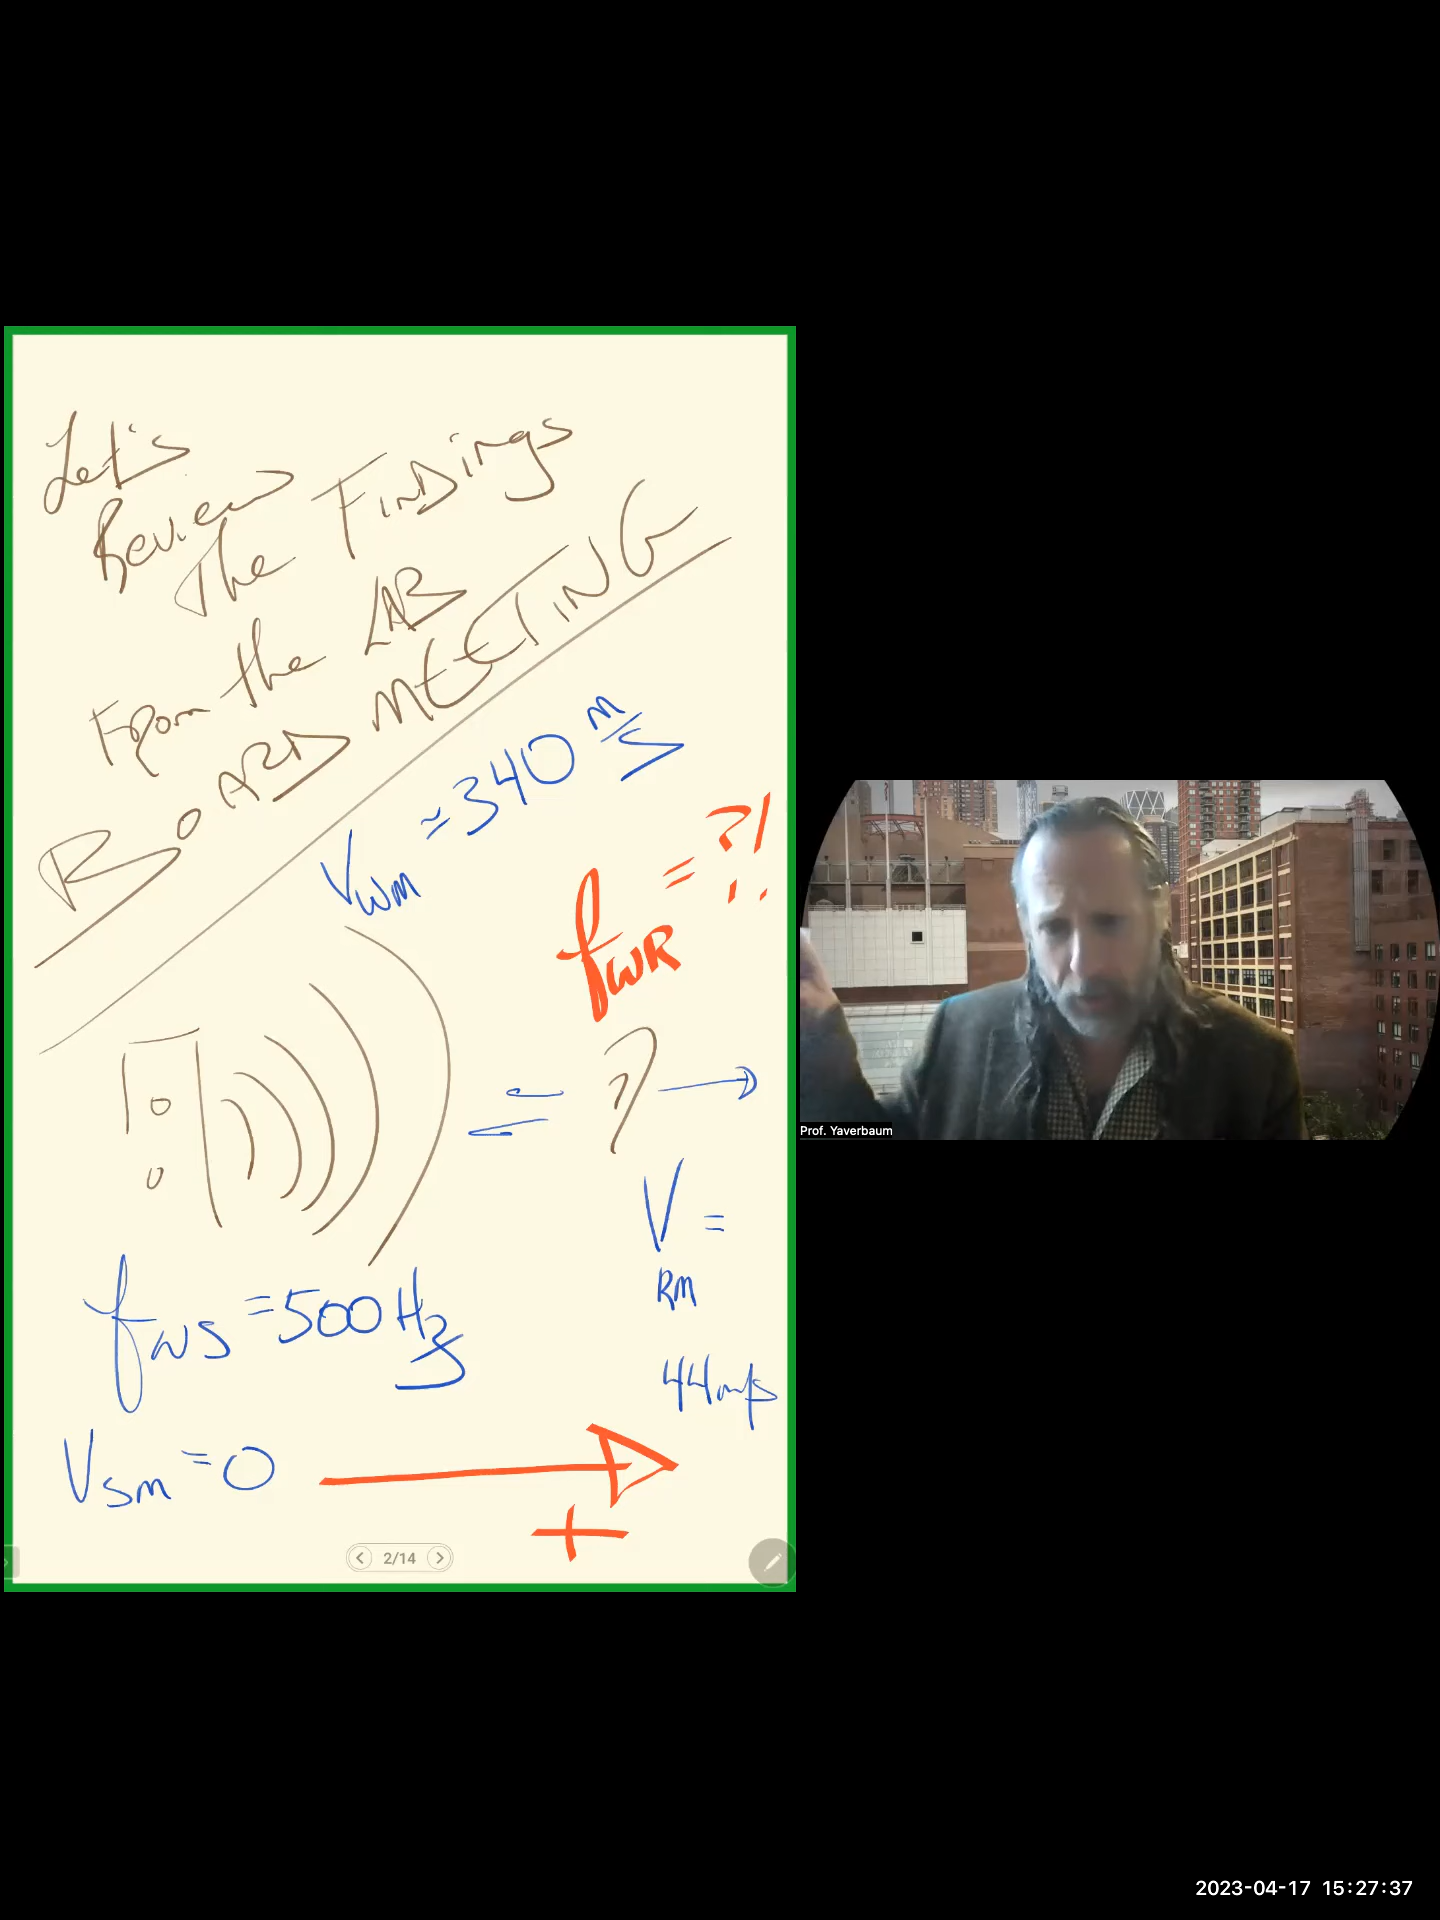 Let's
Review
The Findings
From the LAB
BOARD MEETING
VWM ≈ 340 m/s
fWR = ?!
V =
RM
44 m/s
fWS = 500 Hz
VSM = 0
+
2/14
Prof. Yaverbaum
2023-04-17 15:27:37